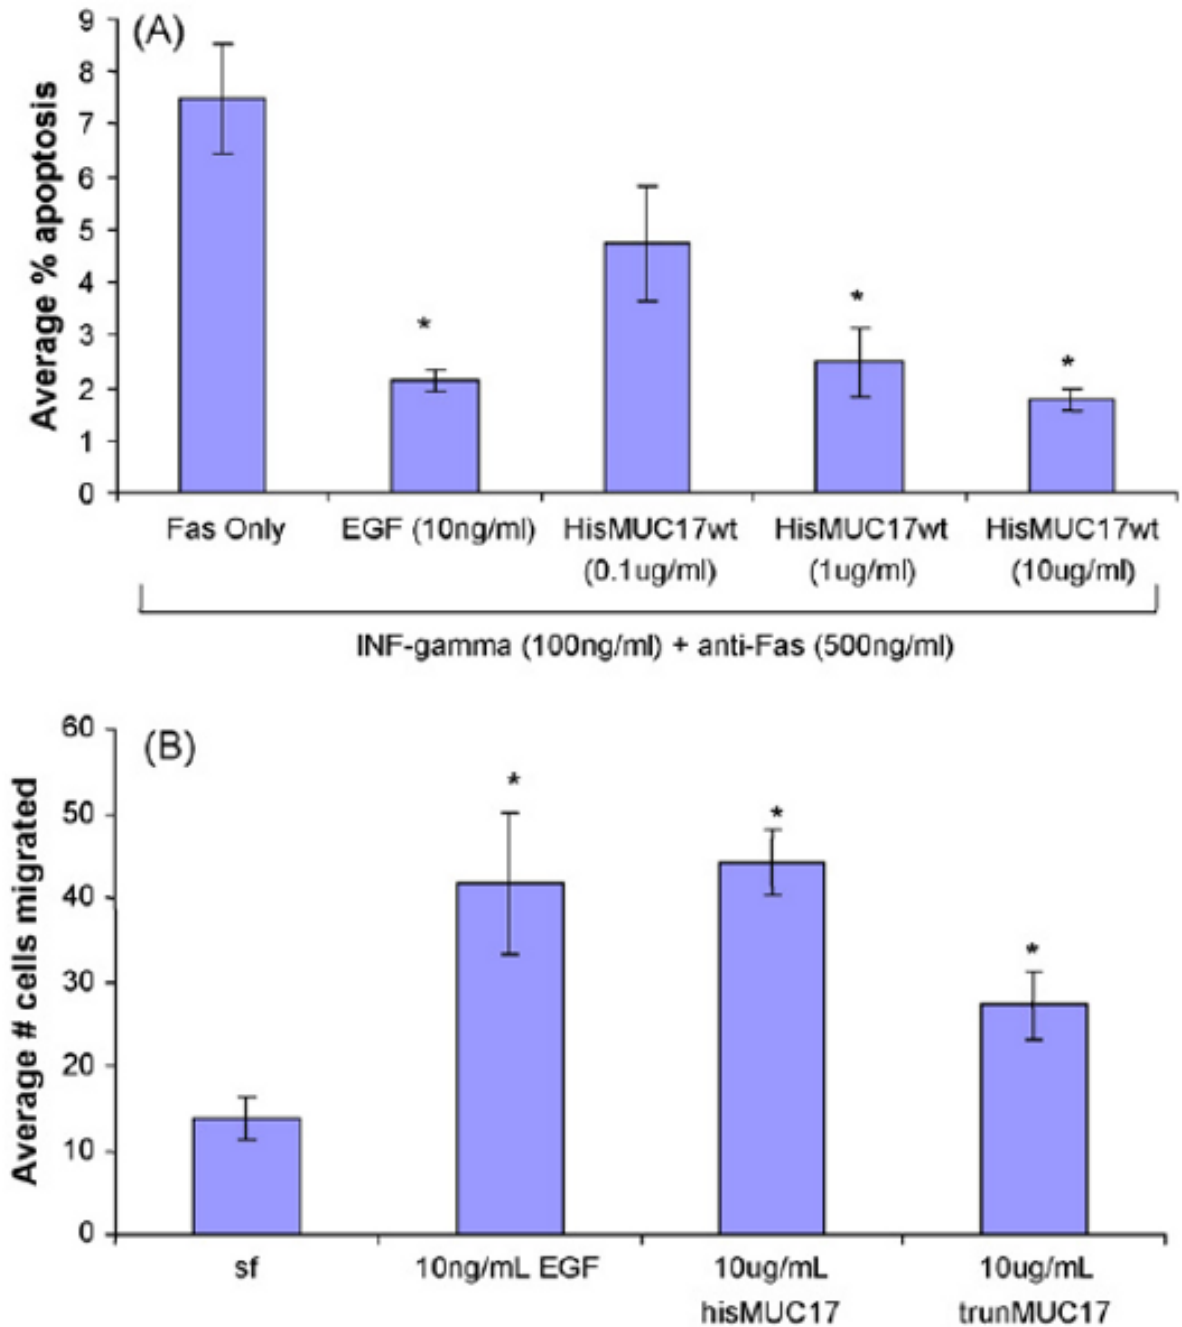 (A)
Average % apoptosis
9
8
7
6
5
4
3
2
1
0
*
*
*
Fas Only
EGF (10ng/ml)
HisMUC17wt
(0.1ug/ml)
HisMUC17wt
(1ug/ml)
HisMUC17wt
(10ug/ml)
INF-gamma (100ng/ml) + anti-Fas (500ng/ml)
(B)
Average # cells migrated
60
50
40
30
20
10
0
*
*
*
sf
10ng/mL EGF
10ug/mL
hisMUC17
10ug/mL
trunMUC17